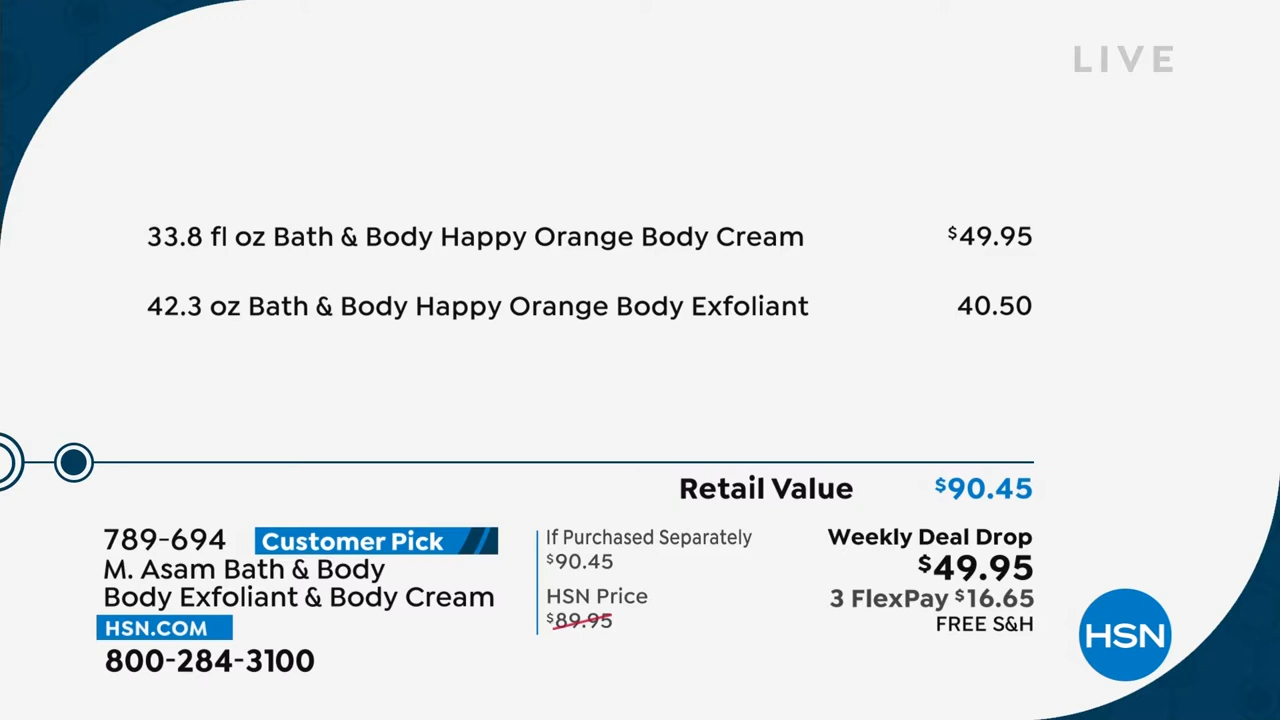 LIVE
33.8 fl oz Bath & Body Happy Orange Body Cream $49.95
42.3 oz Bath & Body Happy Orange Body Exfoliant 40.50
Retail Value $90.45
789-694 Customer Pick
M. Asam Bath & Body
Body Exfoliant & Body Cream
HSN.COM
800-284-3100
If Purchased Separately
$90.45
HSN Price
$89.95
Weekly Deal Drop
$49.95
3 FlexPay $16.65
FREE S&H
HSN